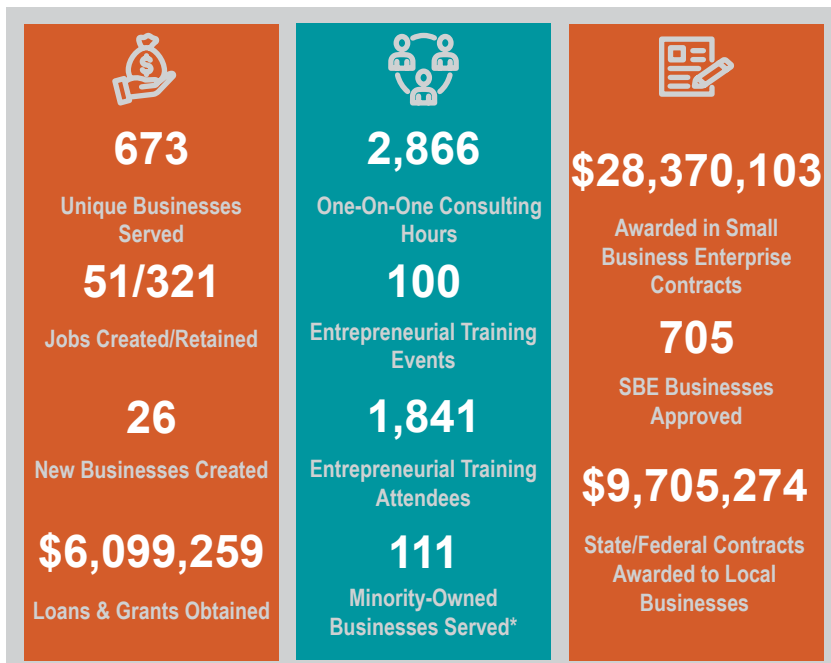 673
Unique Businesses
Served
51/321
Jobs Created/Retained
26
New Businesses Created
$6,099,259
Loans & Grants Obtained
2,866
One-On-One Consulting
Hours
100
Entrepreneurial Training
Events
1,841
Entrepreneurial Training
Attendees
111
Minority-Owned
Businesses Served*
$28,370,103
Awarded in Small
Business Enterprise
Contracts
705
SBE Businesses
Approved
$9,705,274
State/Federal Contracts
Awarded to Local
Businesses